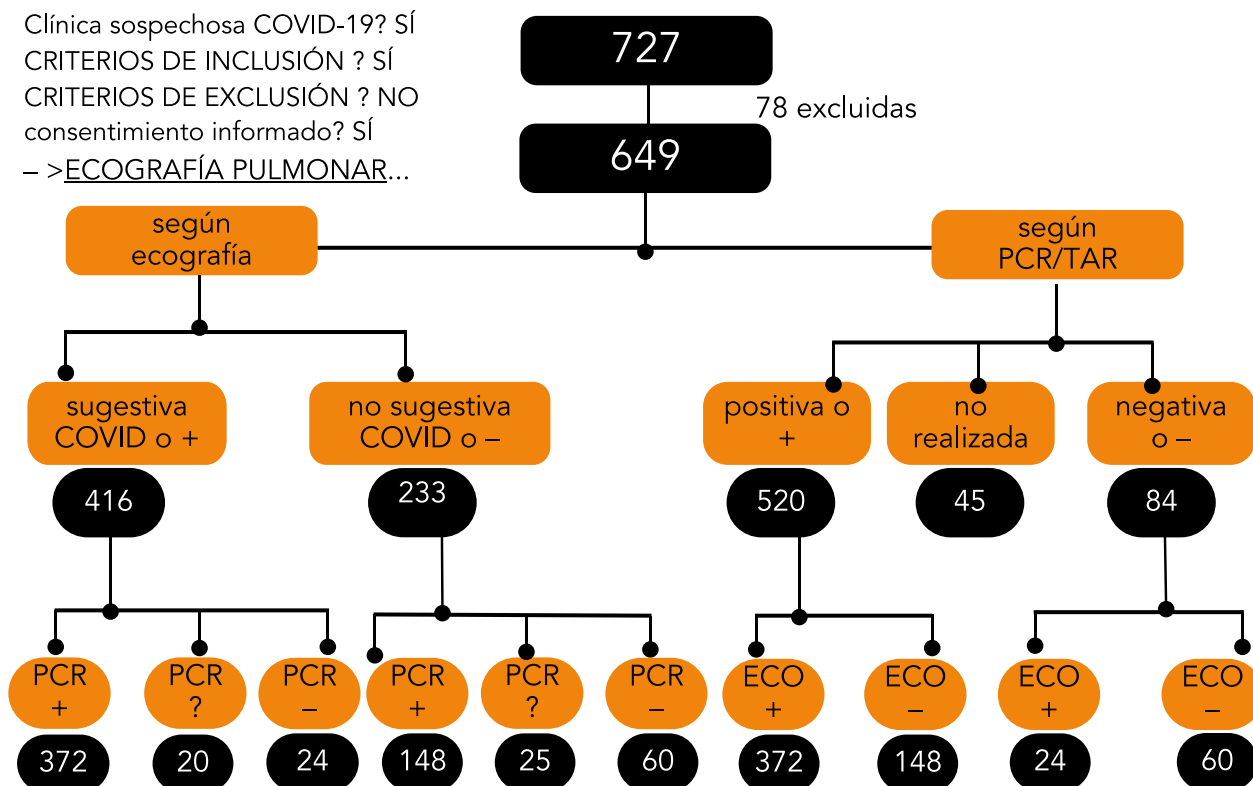 Clínica sospechosa COVID-19? SÍ
CRITERIOS DE INCLUSIÓN ? SÍ
CRITERIOS DE EXCLUSIÓN ? NO
consentimiento informado? SÍ
– >ECOGRAFÍA PULMONAR...
727
78 excluidas
649
según
ecografía
según
PCR/TAR
sugestiva
COVID o +
no sugestiva
COVID o –
positiva o
+
no
realizada
negativa
o –
416
233
520
45
84
PCR
+
PCR
?
PCR
–
PCR
+
PCR
?
PCR
–
ECO
+
ECO
–
ECO
+
ECO
–
372
20
24
148
25
60
372
148
24
60